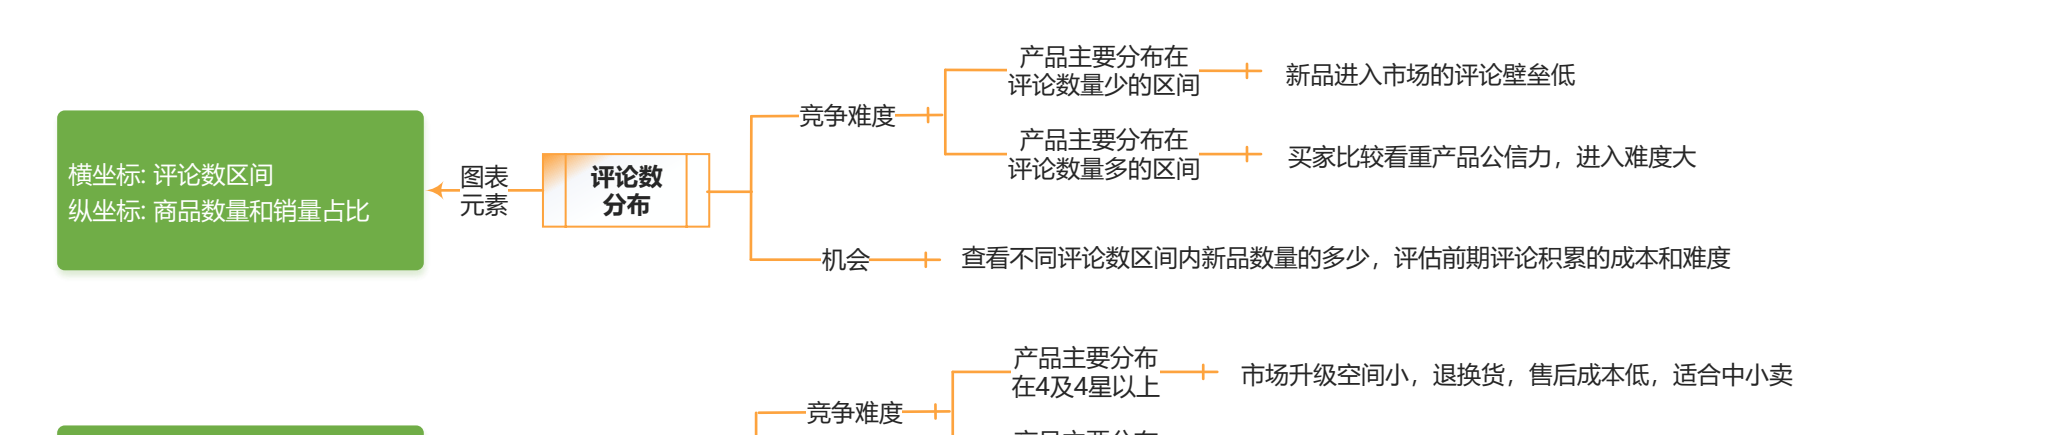 产品主要分布在
评论数量少的区间
新品进入市场的评论壁垒低
竞争难度
产品主要分布在
评论数量多的区间
买家比较看重产品公信力，进入难度大
横坐标: 评论数区间
纵坐标: 商品数量和销量占比
图表
元素
评论数
分布
机会
查看不同评论数区间内新品数量的多少，评估前期评论积累的成本和难度
产品主要分布
在4及4星以上
市场升级空间小，退换货，售后成本低，适合中小卖
竞争难度